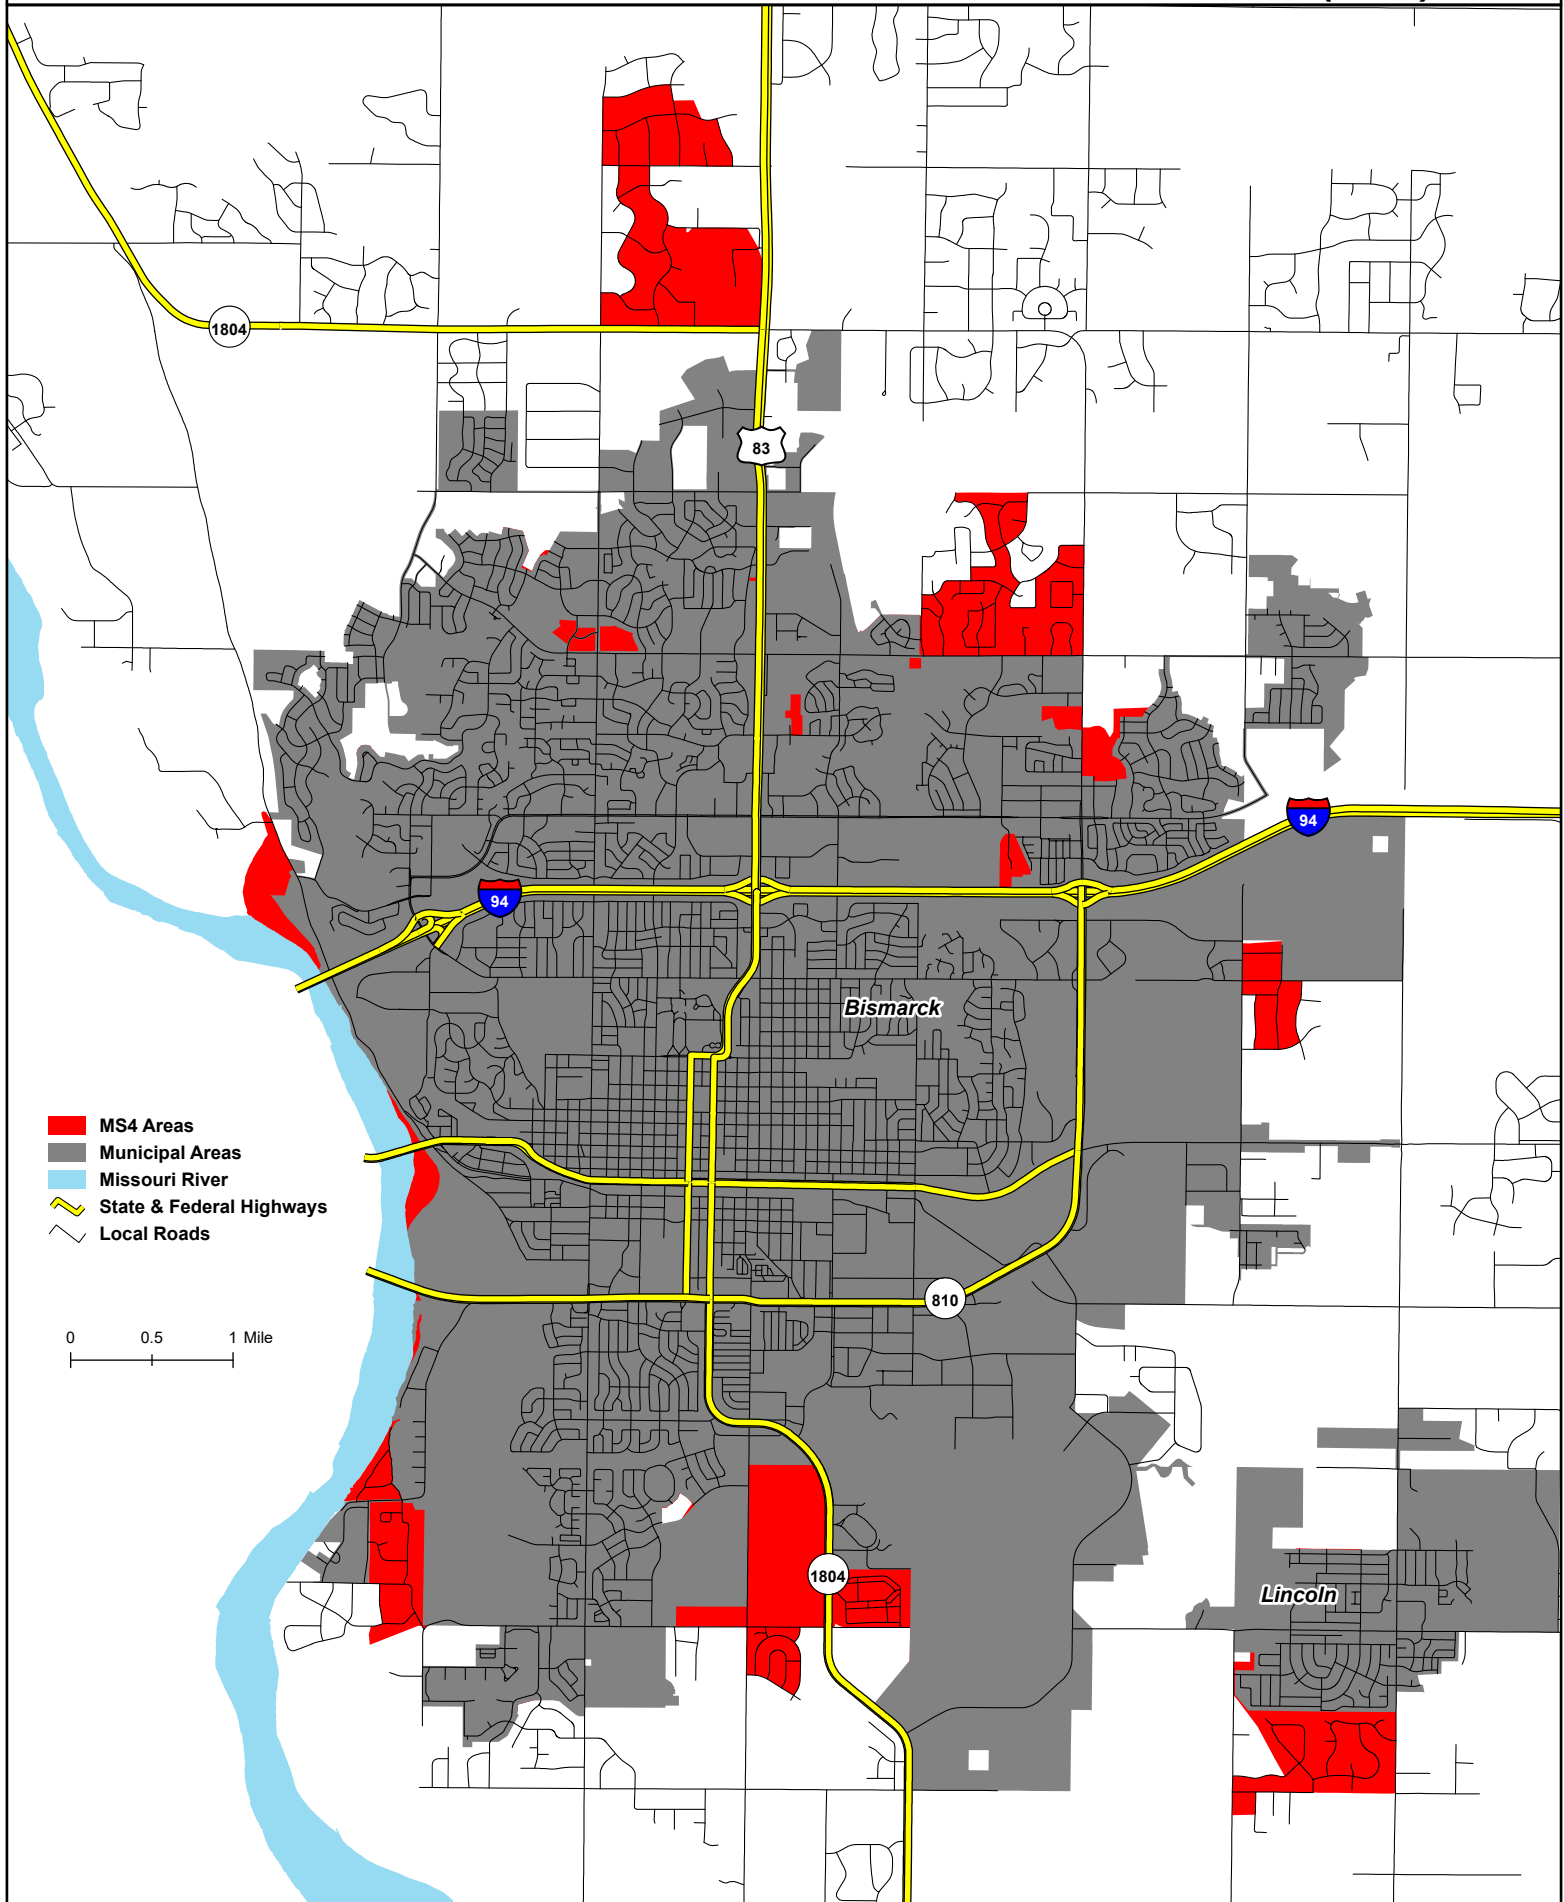 1804
83
94
94
Bismarck
MS4 Areas
Municipal Areas
Missouri River
State & Federal Highways
Local Roads
810
0 0.5 1 Mile
1804
Lincoln